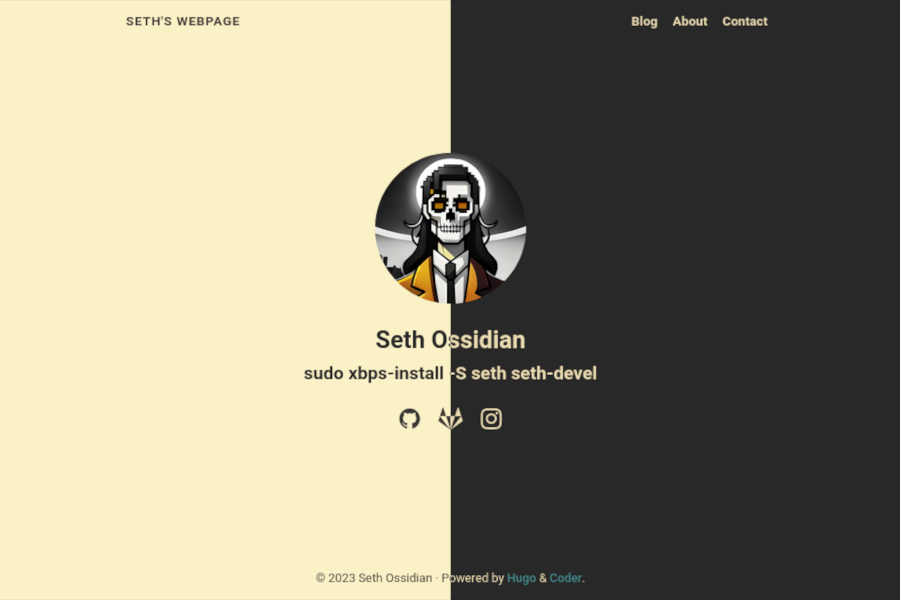 SETH'S WEBPAGE
Blog About Contact
Seth Ossidian
sudo xbps-install -S seth seth-devel
© 2023 Seth Ossidian · Powered by Hugo & Coder.